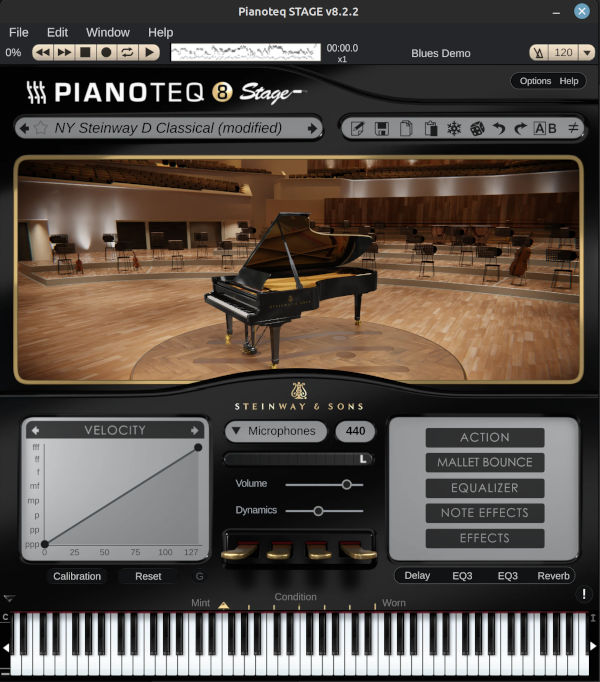 Pianoteq STAGE v8.2.2
File Edit Window Help
0% 00:00.0 x1 Blues Demo 120
PIANOTEQ 8 Stage
Options Help
NY Steinway D Classical (modified)
A B ≠
STEINWAY & SONS
STEINWAY & SONS
VELOCITY
fff
ff
f
mf
mp
p
pp
ppp
0 25 50 75 100 127
Calibration Reset G
Microphones 440
L
Volume
Dynamics
ACTION
MALLET BOUNCE
EQUALIZER
NOTE EFFECTS
EFFECTS
Delay EQ3 EQ3 Reverb
!
Condition
Mint Worn
C